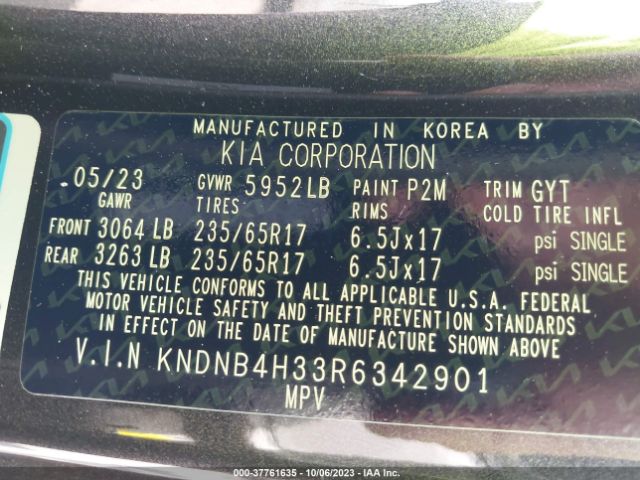 MANUFACTURED IN KOREA BY
KIA CORPORATION
.05/23 GVWR 5952LB PAINT P2M TRIM GYT
GAWR TIRES RIMS COLD TIRE INFL
FRONT 3064 LB 235/65R17 6.5Jx17 psi SINGLE
REAR 3263 LB 235/65R17 6.5Jx17 psi SINGLE
THIS VEHICLE CONFORMS TO ALL APPLICABLE U.S.A. FEDERAL
MOTOR VEHICLE SAFETY AND THEFT PREVENTION STANDARDS
IN EFFECT ON THE DATE OF MANUFACTURE SHOWN ABOVE
V.I.N KNDNB4H33R6342901
MPV
000-37761635 - 10/06/2023 - IAA Inc.